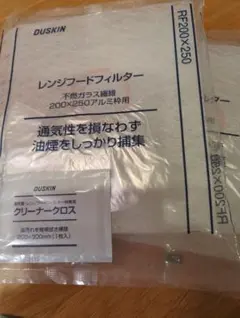 DUSKIN
RF200×250
レンジフードフィルター
不燃ガラス繊維
200×250アルミ枠用
通気性を損なわず
油煙をしっかり捕集
DUSKIN
クリーナークロス
RF200×250